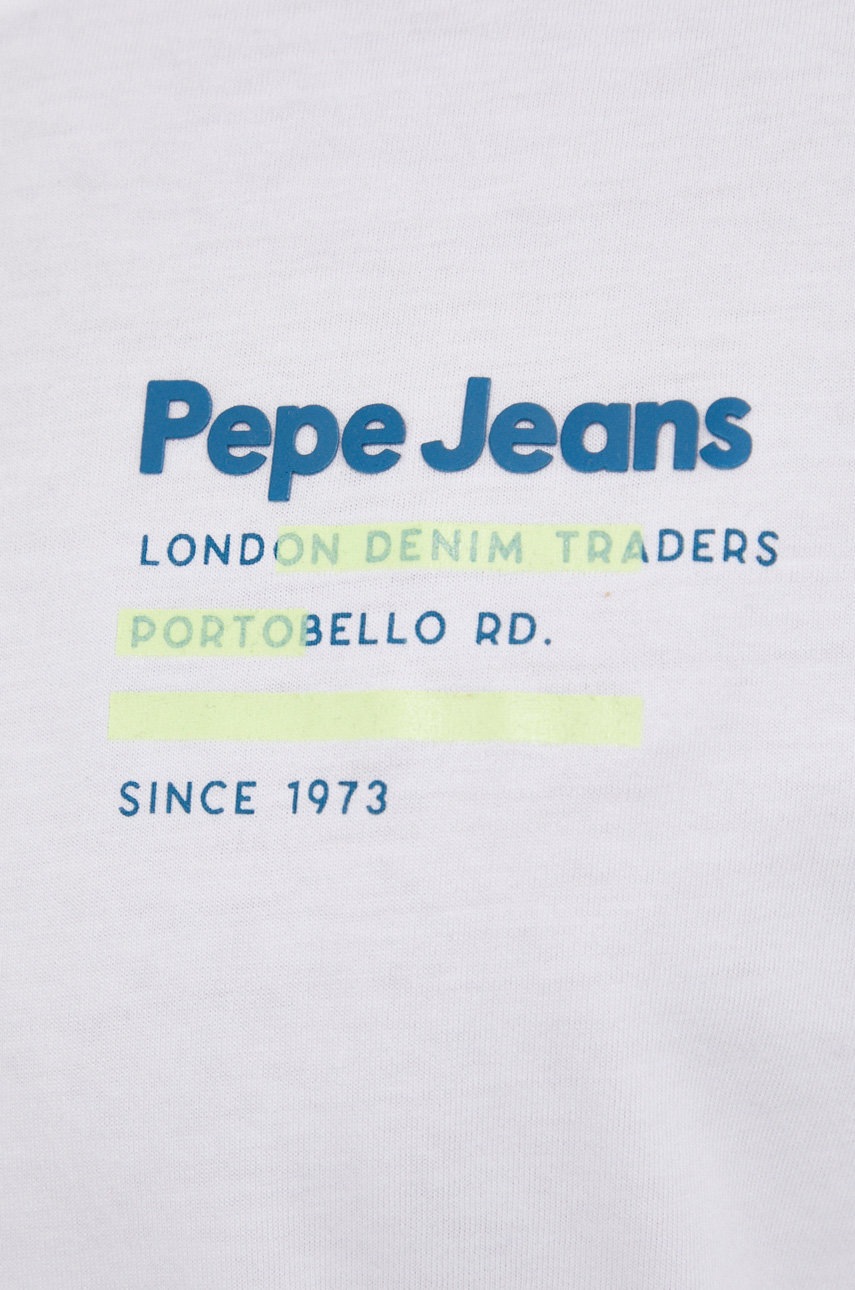 Pepe Jeans
LONDON DENIM TRADERS
PORTOBELLO RD.
SINCE 1973